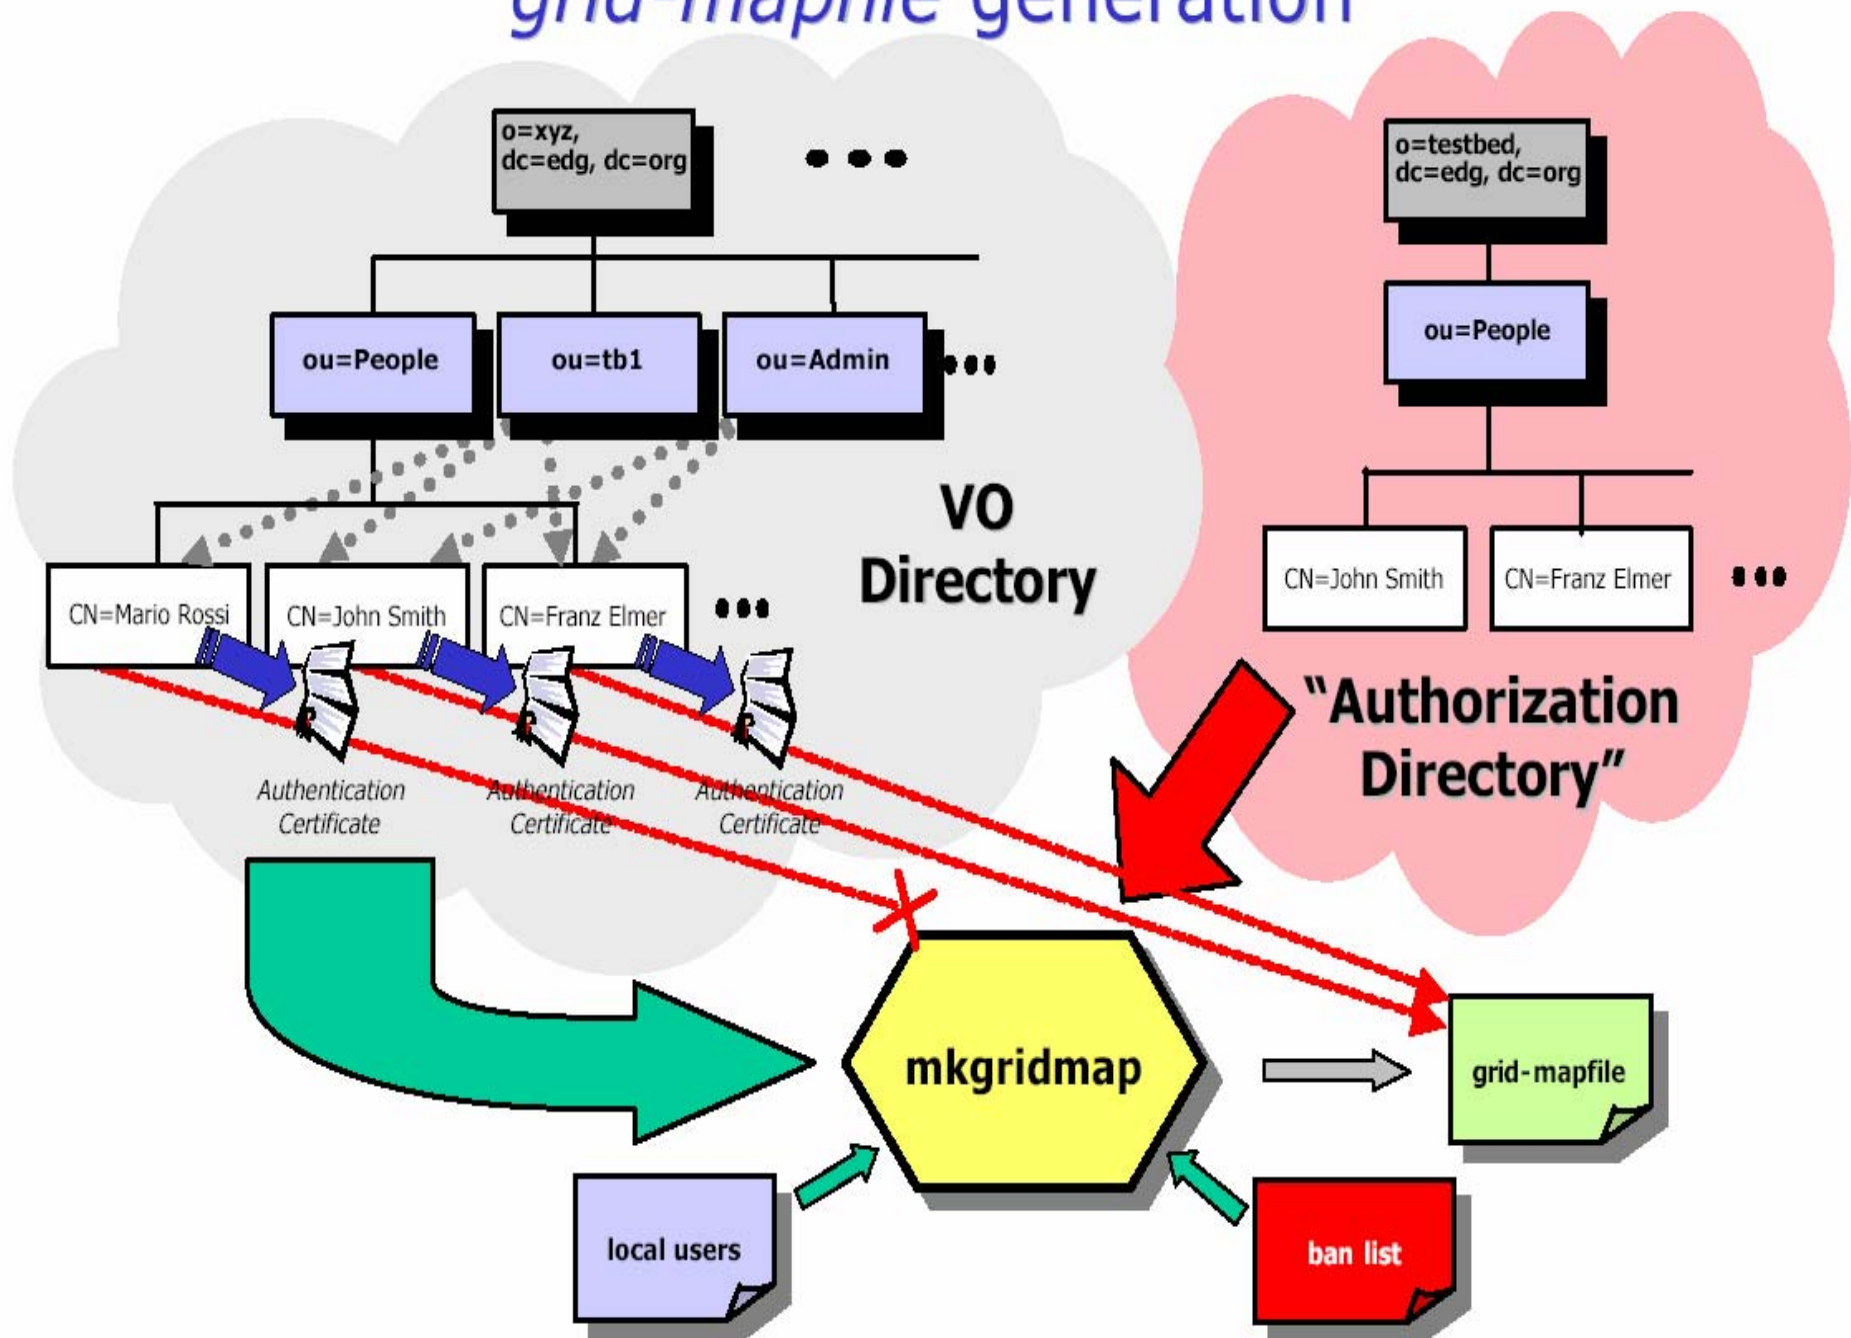 grid-mapfile generation
o=xyz,
dc=edg, dc=org
o=testbed,
dc=edg, dc=org
ou=People
ou=tb1
ou=Admin
ou=People
VO
Directory
CN=Mario Rossi
CN=John Smith
CN=Franz Elmer
CN=John Smith
CN=Franz Elmer
“Authorization
Directory”
Authentication
Certificate
Authentication
Certificate
Authentication
Certificate
mkgridmap
grid-mapfile
local users
ban list